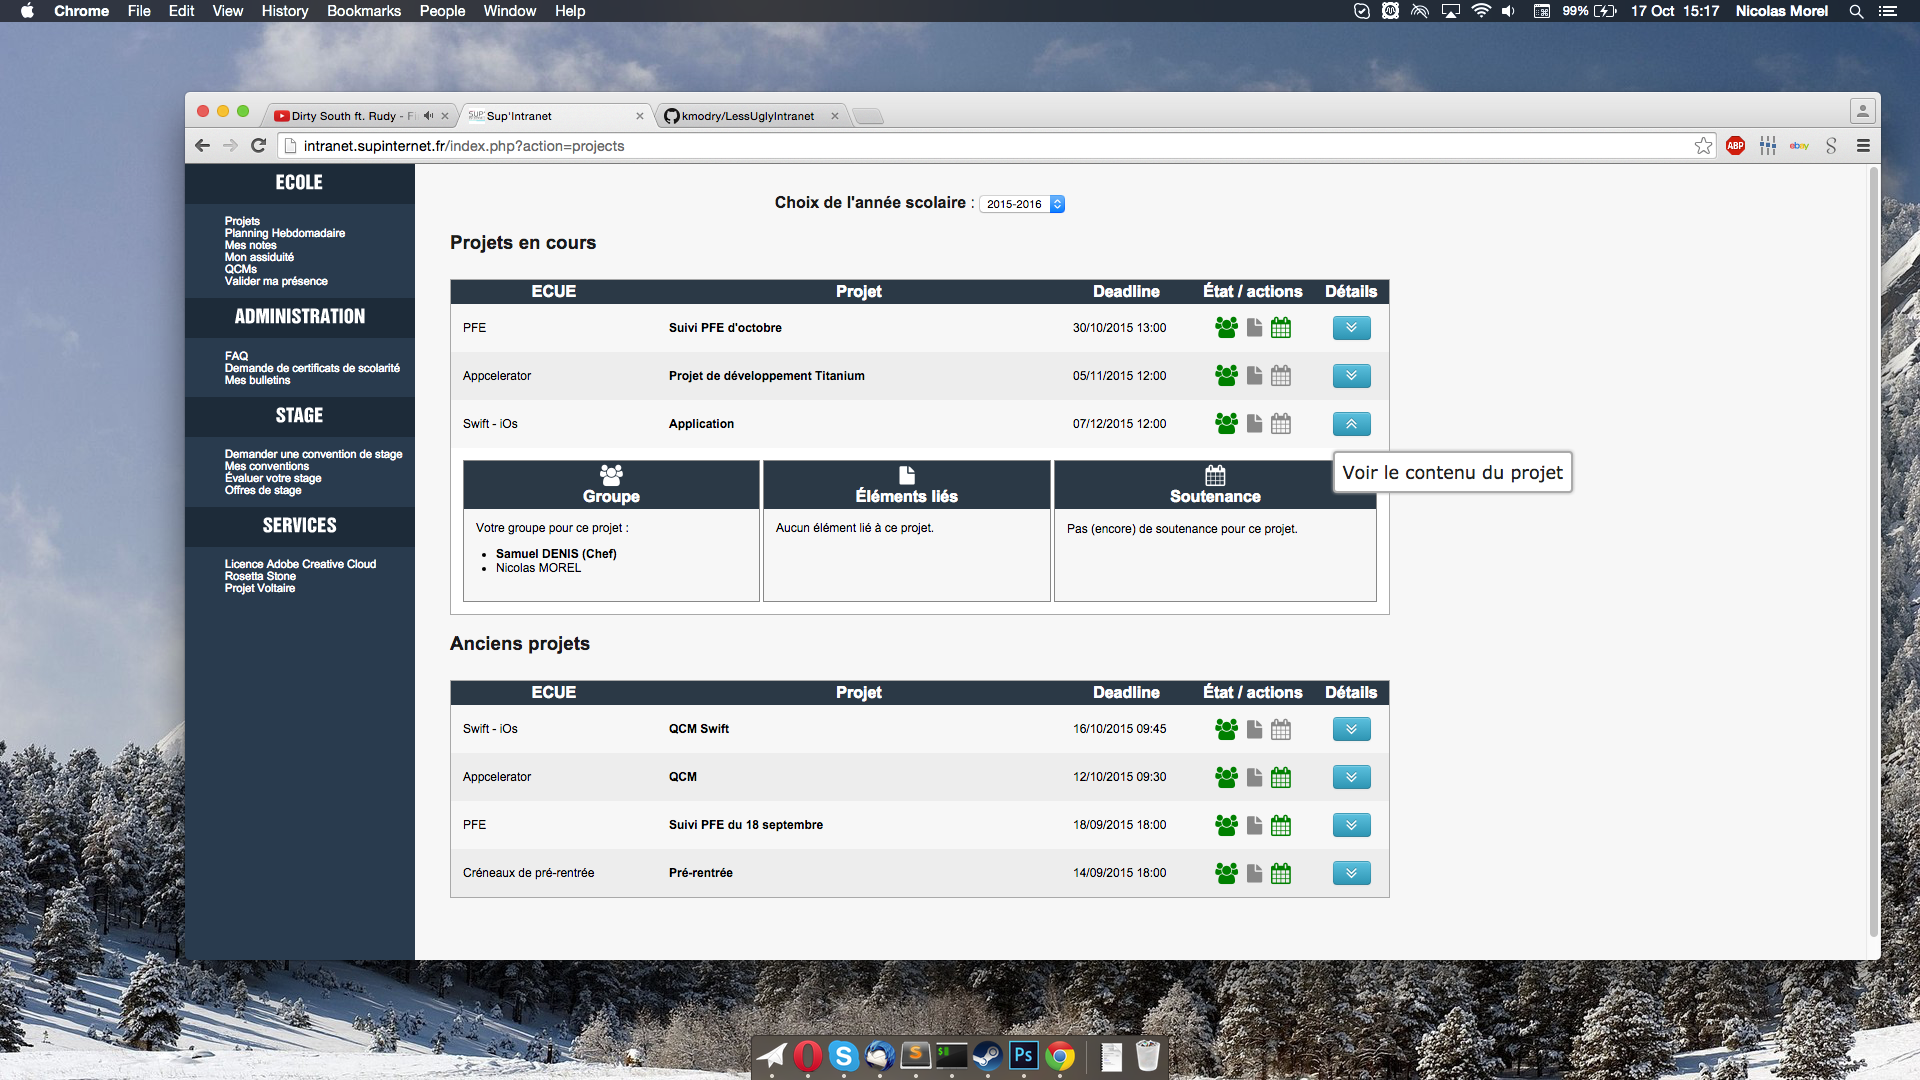 Chrome File Edit View History Bookmarks People Window Help 99% 17 Oct 15:17 Nicolas Morel
Dirty South ft. Rudy - Fi Sup'Intranet kmodry/LessUglyIntranet
intranet.supinternet.fr/index.php?action=projects ABP ebay S
ECOLE
Projets
Planning Hebdomadaire
Mes notes
Mon assiduité
QCMs
Valider ma présence
ADMINISTRATION
FAQ
Demande de certificats de scolarité
Mes bulletins
STAGE
Demander une convention de stage
Mes conventions
Évaluer votre stage
Offres de stage
SERVICES
Licence Adobe Creative Cloud
Rosetta Stone
Projet Voltaire
Choix de l'année scolaire : 2015-2016
Projets en cours
ECUE Projet Deadline État / actions Détails
PFE Suivi PFE d'octobre 30/10/2015 13:00
Appcelerator Projet de développement Titanium 05/11/2015 12:00
Swift - iOs Application 07/12/2015 12:00
Voir le contenu du projet
Groupe Éléments liés Soutenance
Votre groupe pour ce projet : Aucun élément lié à ce projet. Pas (encore) de soutenance pour ce projet.
• Samuel DENIS (Chef)
• Nicolas MOREL
Anciens projets
ECUE Projet Deadline État / actions Détails
Swift - iOs QCM Swift 16/10/2015 09:45
Appcelerator QCM 12/10/2015 09:30
PFE Suivi PFE du 18 septembre 18/09/2015 18:00
Créneaux de pré-rentrée Pré-rentrée 14/09/2015 18:00
S S $ Ps